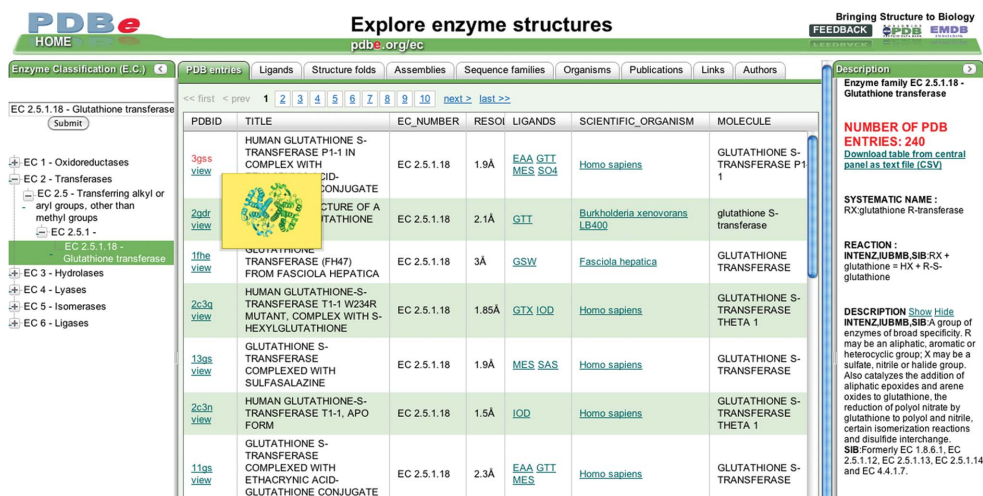 PDBe
HOME
Explore enzyme structures
pdbe.org/ec
Bringing Structure to Biology
FEEDBACK
PDB
EMDB
Enzyme Classification (E.C.)
EC 2.5.1.18 - Glutathione transferase
Submit
EC 1 - Oxidoreductases
EC 2 - Transferases
EC 2.5 - Transferring alkyl or
aryl groups, other than
methyl groups
EC 2.5.1 -
EC 2.5.1.18 -
Glutathione transferase
EC 3 - Hydrolases
EC 4 - Lyases
EC 5 - Isomerases
EC 6 - Ligases
PDB entries Ligands Structure folds Assemblies Sequence families Organisms Publications Links Authors
<< first < prev 1 2 3 4 5 6 7 8 9 10 next > last >>
PDBID TITLE EC_NUMBER RESOL LIGANDS SCIENTIFIC_ORGANISM MOLECULE
3gss
view
HUMAN GLUTATHIONE S-
TRANSFERASE P1-1 IN
COMPLEX WITH
CID-
CONJUGATE
EC 2.5.1.18
1.9Å
EAA GTT
MES SO4
Homo sapiens
GLUTATHIONE S-
TRANSFERASE P1-
1
2gdr
view
CTURE OF A
UTATHIONE
EC 2.5.1.18
2.1Å
GTT
Burkholderia xenovorans
LB400
glutathione S-
transferase
1fhe
view
GLUTATHIONE
TRANSFERASE (FH47)
FROM FASCIOLA HEPATICA
EC 2.5.1.18
3Å
GSW
Fasciola hepatica
GLUTATHIONE
TRANSFERASE
2c3q
view
HUMAN GLUTATHIONE-S-
TRANSFERASE T1-1 W234R
MUTANT, COMPLEX WITH S-
HEXYLGLUTATHIONE
EC 2.5.1.18
1.85Å
GTX IOD
Homo sapiens
GLUTATHIONE S-
TRANSFERASE
THETA 1
13gs
view
GLUTATHIONE S-
TRANSFERASE
COMPLEXED WITH
SULFASALAZINE
EC 2.5.1.18
1.9Å
MES SAS
Homo sapiens
GLUTATHIONE S-
TRANSFERASE
2c3n
view
HUMAN GLUTATHIONE-S-
TRANSFERASE T1-1, APO
FORM
EC 2.5.1.18
1.5Å
IOD
Homo sapiens
GLUTATHIONE S-
TRANSFERASE
THETA 1
11gs
view
GLUTATHIONE S-
TRANSFERASE
COMPLEXED WITH
ETHACRYNIC ACID-
GLUTATHIONE CONJUGATE
EC 2.5.1.18
2.3Å
EAA GTT
MES
Homo sapiens
GLUTATHIONE S-
TRANSFERASE
Description
Enzyme family EC 2.5.1.18 -
Glutathione transferase
NUMBER OF PDB
ENTRIES: 240
Download table from central
panel as text file (CSV)
SYSTEMATIC NAME :
RX:glutathione R-transferase
REACTION :
INTENZ,IUBMB,SIB:RX +
glutathione = HX + R-S-
glutathione
DESCRIPTION Show Hide
INTENZ,IUBMB,SIB:A group of
enzymes of broad specificity. R
may be an aliphatic, aromatic or
heterocyclic group; X may be a
sulfate, nitrile or halide group.
Also catalyzes the addition of
aliphatic epoxides and arene
oxides to glutathione, the
reduction of polyol nitrate by
glutathione to polyol and nitrile,
certain isomerization reactions
and disulfide interchange.
SIB:Formerly EC 1.8.6.1, EC
2.5.1.12, EC 2.5.1.13, EC 2.5.1.14
and EC 4.4.1.7.